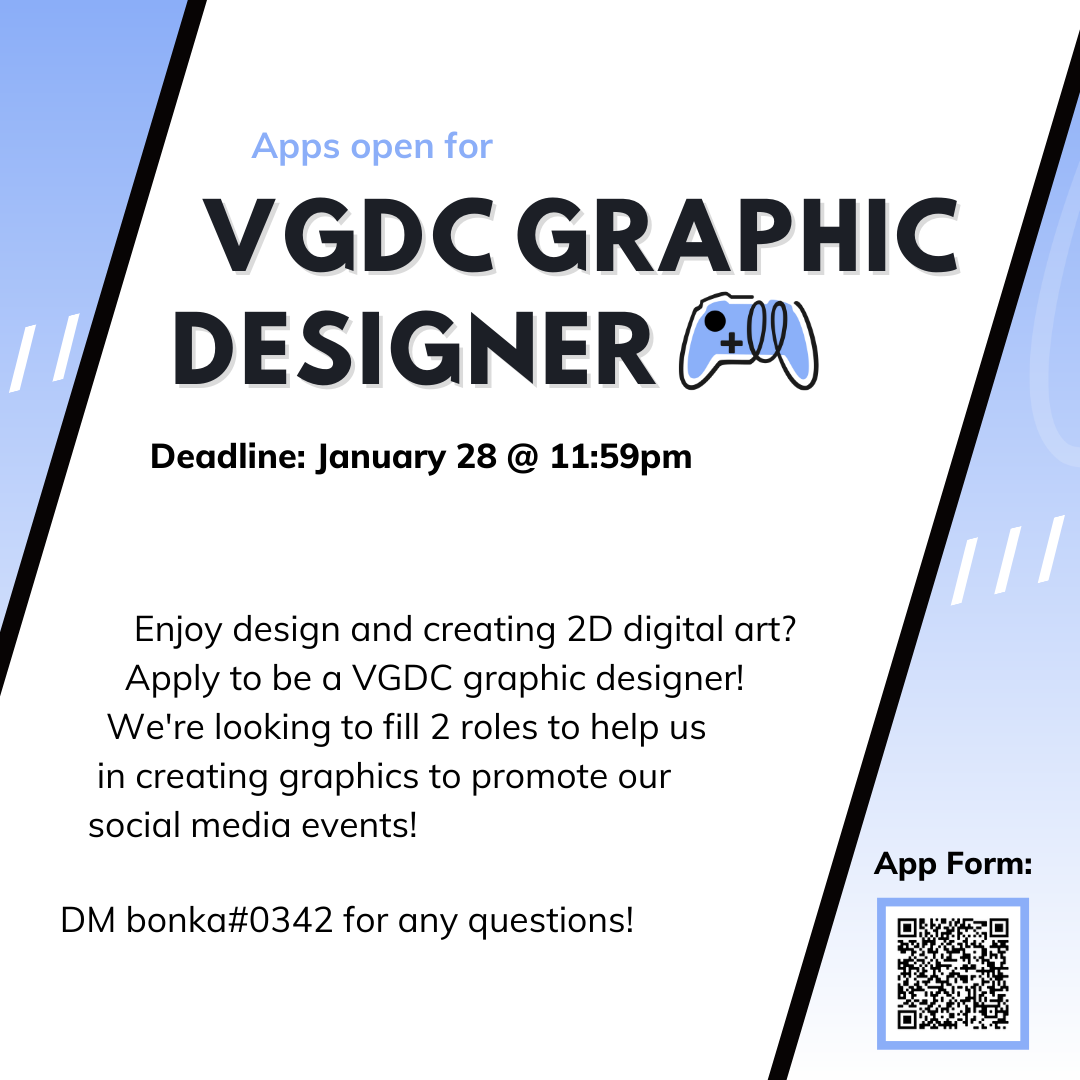 Apps open for
VGDC GRAPHIC
DESIGNER
Deadline: January 28 @ 11:59pm
Enjoy design and creating 2D digital art?
Apply to be a VGDC graphic designer!
We're looking to fill 2 roles to help us
in creating graphics to promote our
social media events!
DM bonka#0342 for any questions!
App Form: